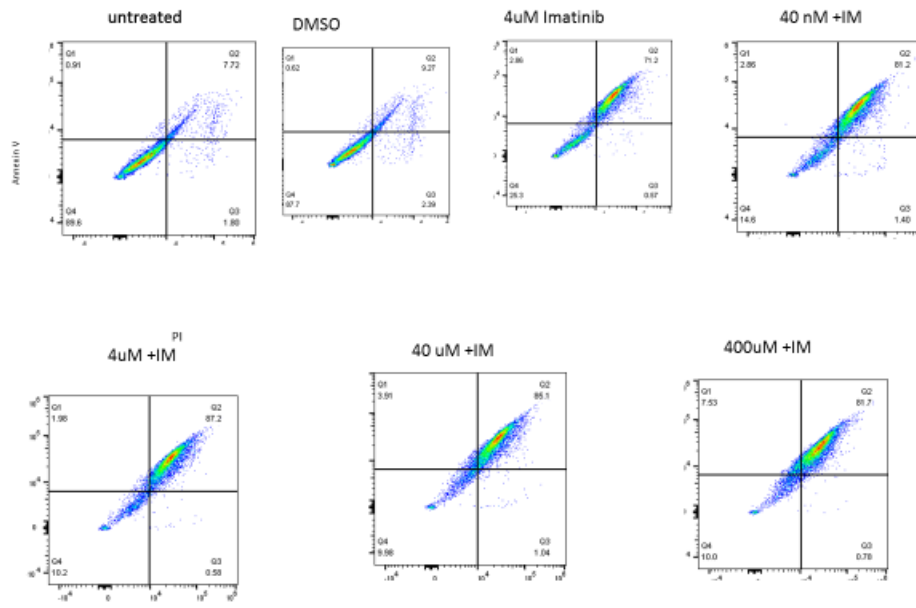 untreated
DMSO
4uM Imatinib
40 nM +IM
Q1
0.91
Q2
7.72
Q1
0.62
Q2
9.27
Q1
2.86
Q2
71.2
Q1
2.86
Q2
81.2
Annexin V
Q4
89.6
Q3
1.80
Q4
87.7
Q3
2.39
Q4
25.3
Q3
0.67
Q4
14.6
Q3
1.40
PI
4uM +IM
40 uM +IM
400uM +IM
Q1
1.98
Q2
87.2
Q1
3.91
Q2
85.1
Q1
7.53
Q2
81.7
Q4
10.2
Q3
0.58
Q4
9.98
Q3
1.04
Q4
10.0
Q3
0.78